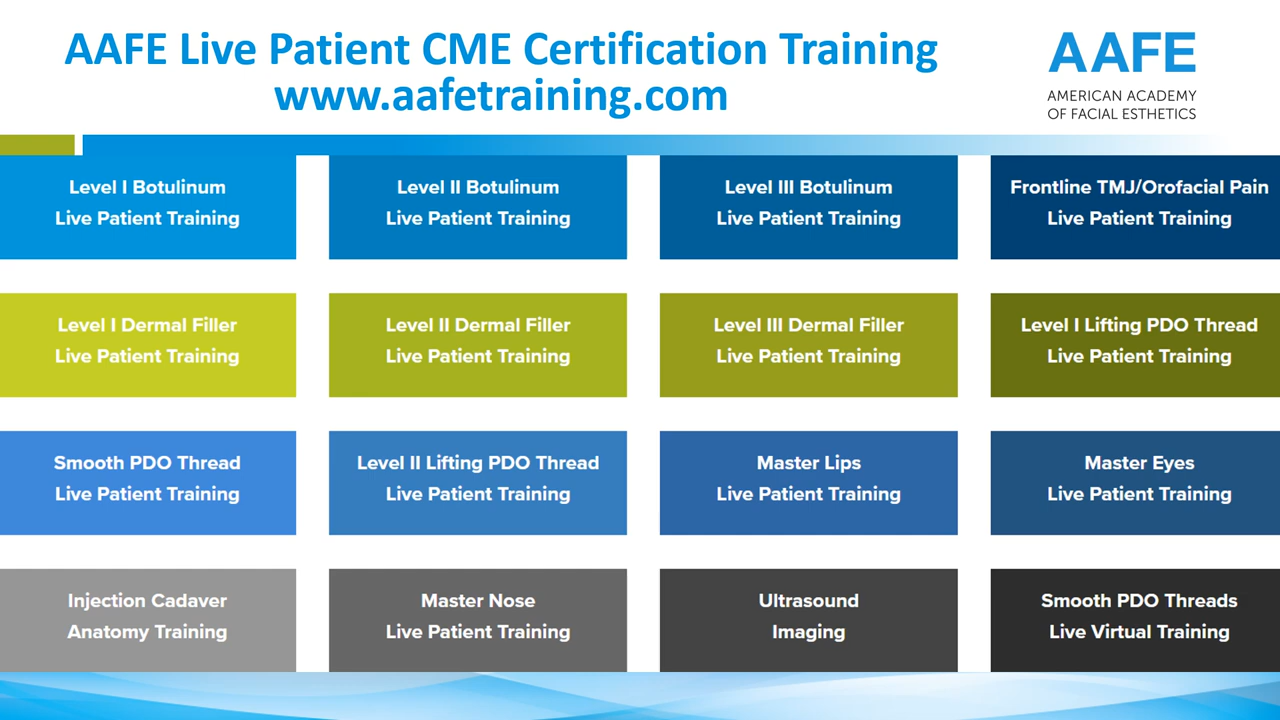 AAFE Live Patient CME Certification Training
www.aafetraining.com
AAFE
AMERICAN ACADEMY
OF FACIAL ESTHETICS
Level I Botulinum
Live Patient Training
Level II Botulinum
Live Patient Training
Level III Botulinum
Live Patient Training
Frontline TMJ/Orofacial Pain
Live Patient Training
Level I Dermal Filler
Live Patient Training
Level II Dermal Filler
Live Patient Training
Level III Dermal Filler
Live Patient Training
Level I Lifting PDO Thread
Live Patient Training
Smooth PDO Thread
Live Patient Training
Level II Lifting PDO Thread
Live Patient Training
Master Lips
Live Patient Training
Master Eyes
Live Patient Training
Injection Cadaver
Anatomy Training
Master Nose
Live Patient Training
Ultrasound
Imaging
Smooth PDO Threads
Live Virtual Training